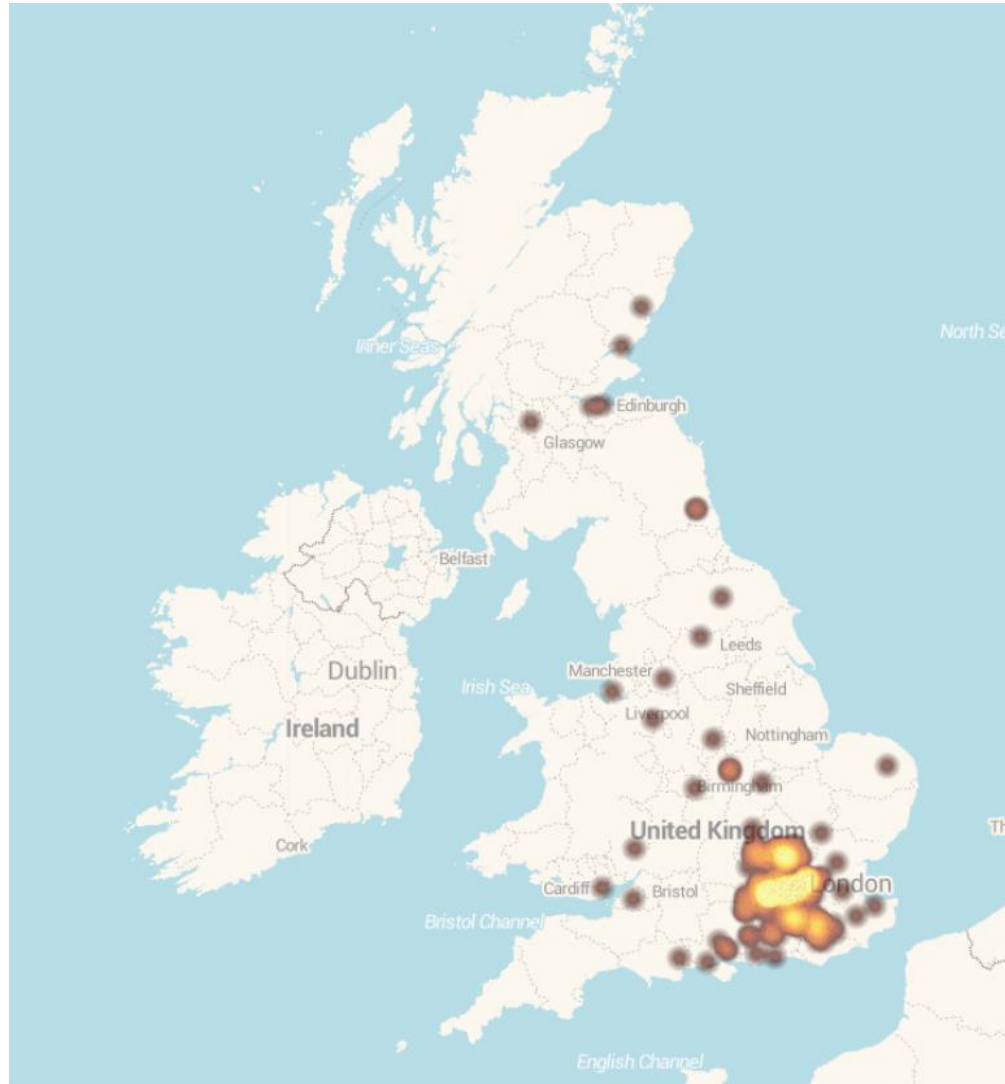 North Se
Inner Seas
Edinburgh
Glasgow
Belfast
Leeds
Dublin
Manchester
Irish Sea
Sheffield
Liverpool
Ireland
Nottingham
Birmingham
United Kingdom
Th
Cork
London
Cardiff
Bristol
Bristol Channel
English Channel